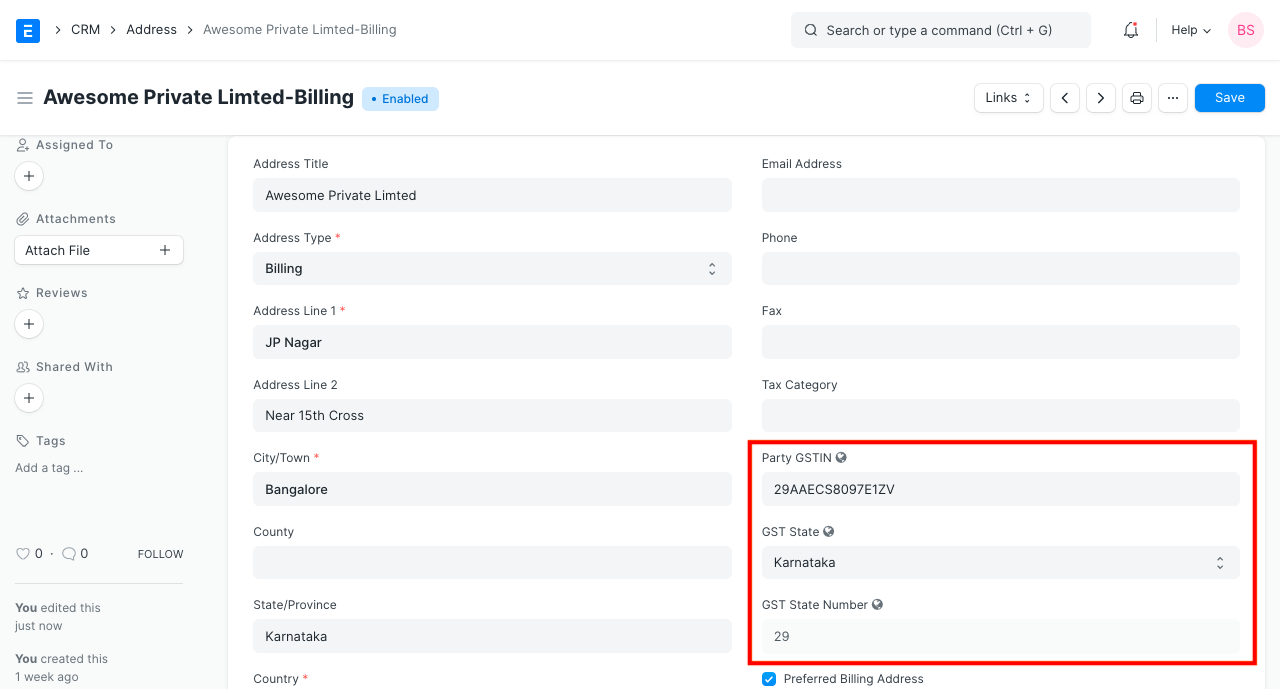 E
CRM
Address
Awesome Private Limted-Billing
Search or type a command (Ctrl + G)
Help
BS
Awesome Private Limted-Billing
Enabled
Links
Save
Assigned To
Attachments
Attach File
Reviews
Shared With
Tags
Add a tag ...
0 · 0
FOLLOW
You edited this
just now
You created this
1 week ago
Address Title
Awesome Private Limted
Address Type *
Billing
Address Line 1 *
JP Nagar
Address Line 2
Near 15th Cross
City/Town *
Bangalore
County
State/Province
Karnataka
Country *
Email Address
Phone
Fax
Tax Category
Party GSTIN
29AAECS8097E1ZV
GST State
Karnataka
GST State Number
29
Preferred Billing Address